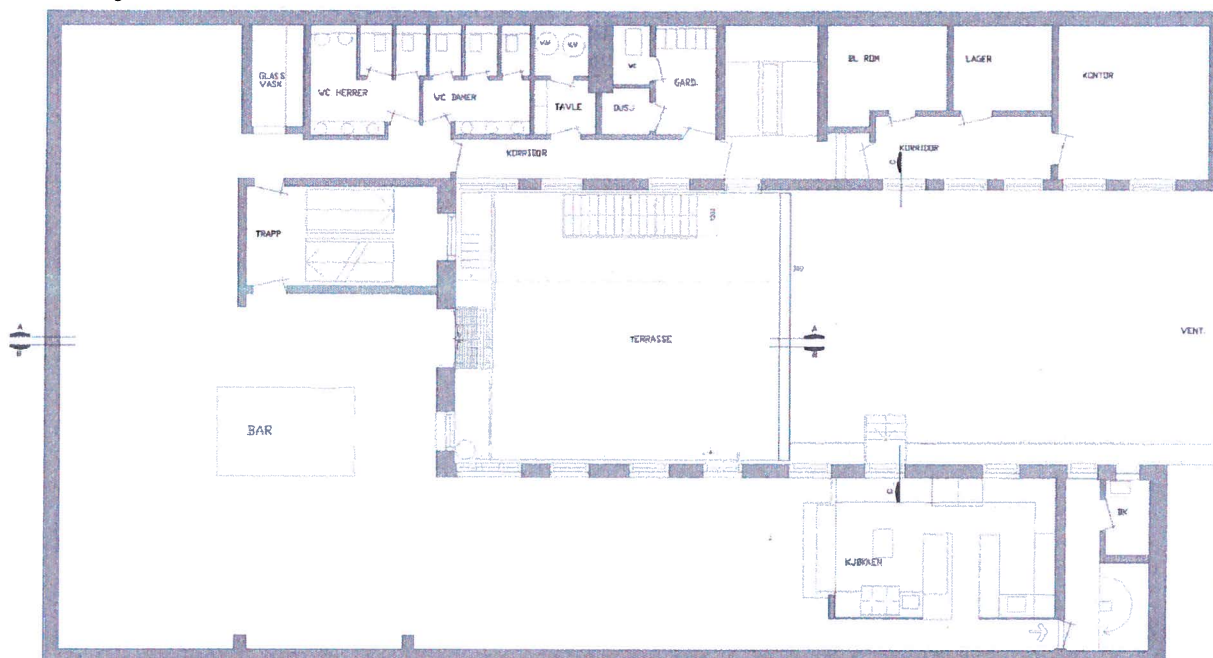 GLASS
VASK
WC HERRER
WC DAMER
VV
VV
TAVLE
WC
DUSJ
GARD.
BL ROM
LAGER
KONTOR
KORRIDOR
KORRIDOR
C
TRAPP
A
B
TERRASSE
A
B
VENT.
BAR
C
KJØKKEN
BK